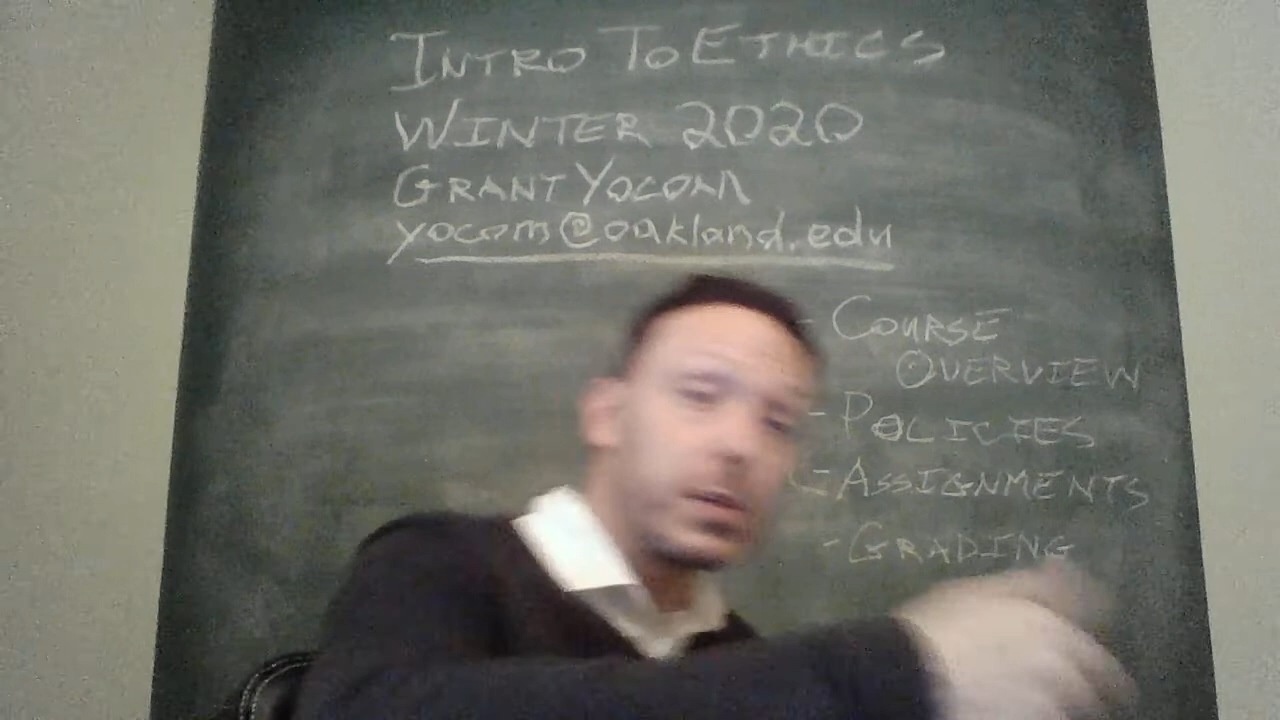 INTRO TO ETHICS
WINTER 2020
GRANT YOCOM
yocom@oakland.edu
- COURSE
OVERVIEW
- POLICIES
- ASSIGNMENTS
- GRADING